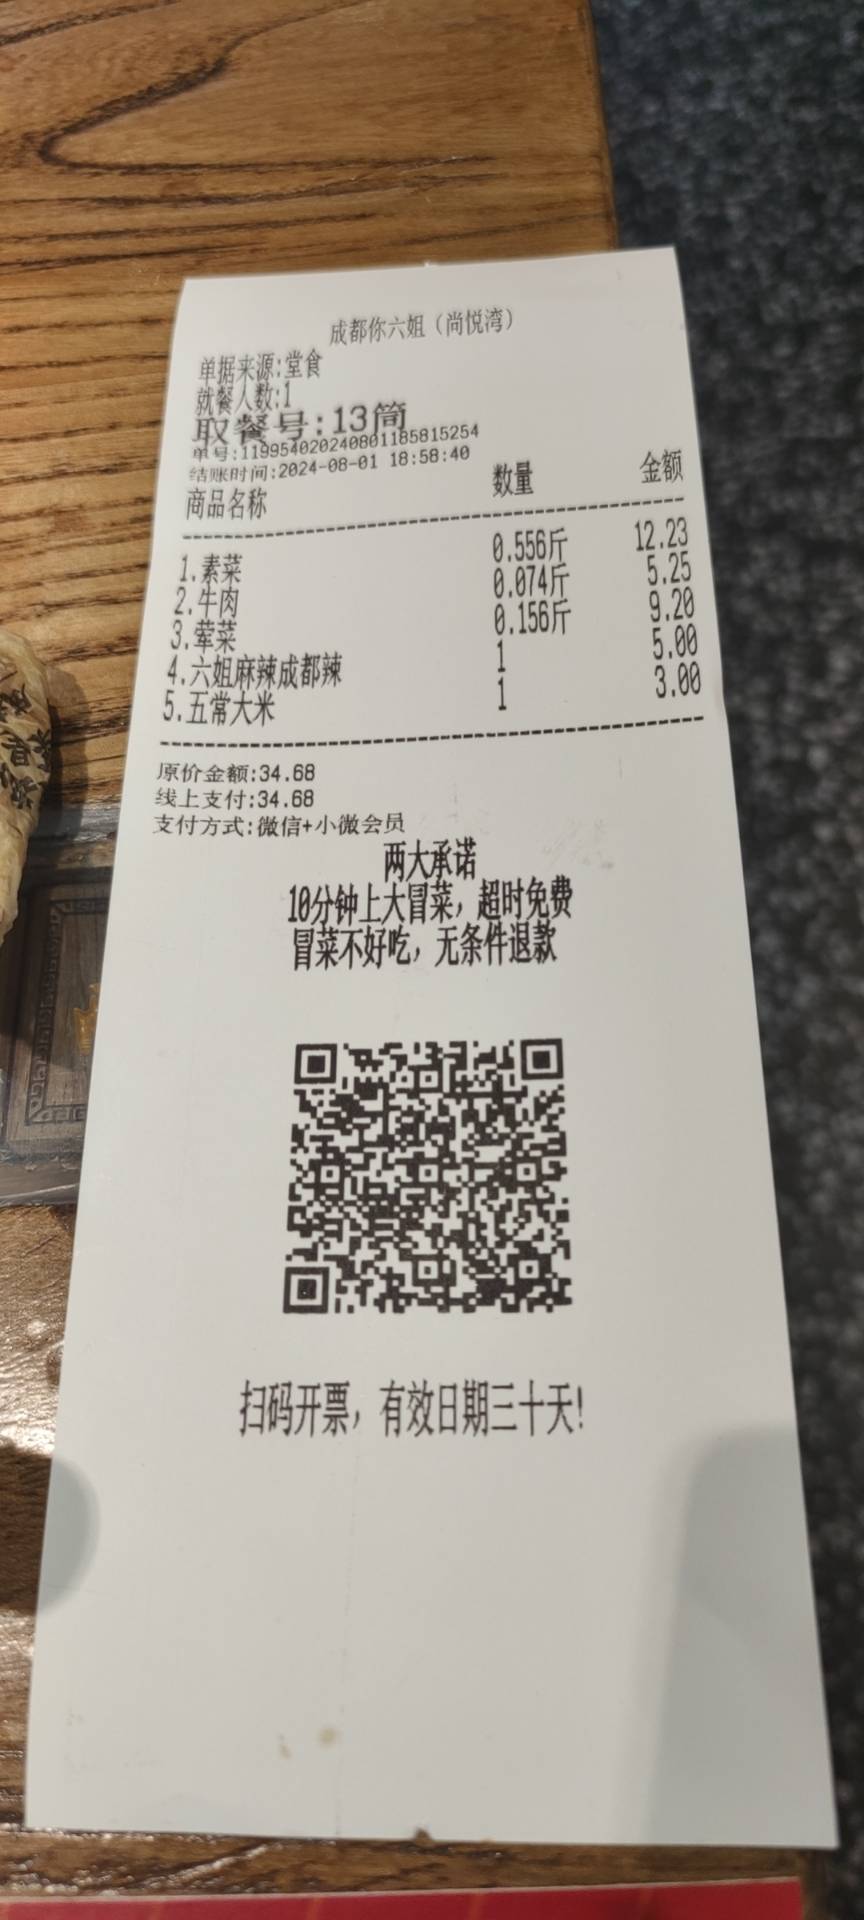 成都你六姐（尚悦湾）
单据来源:堂食
就餐人数:1
取餐号:13筒
单号:11995402024080118581525​4
结账时间:2024-08-01 18:58:40
商品名称 数量 金额
1.素菜 0.556斤 12.23
2.牛肉 0.074斤 5.25
3.荤菜 0.156斤 9.20
4.六姐麻辣成都辣 1 5.00
5.五常大米 1 3.00
原价金额:34.68
线上支付:34.68
支付方式:微信+小微会员
两大承诺
10分钟上大冒菜，超时免费
冒菜不好吃，无条件退款
扫码开票，有效日期三十天!